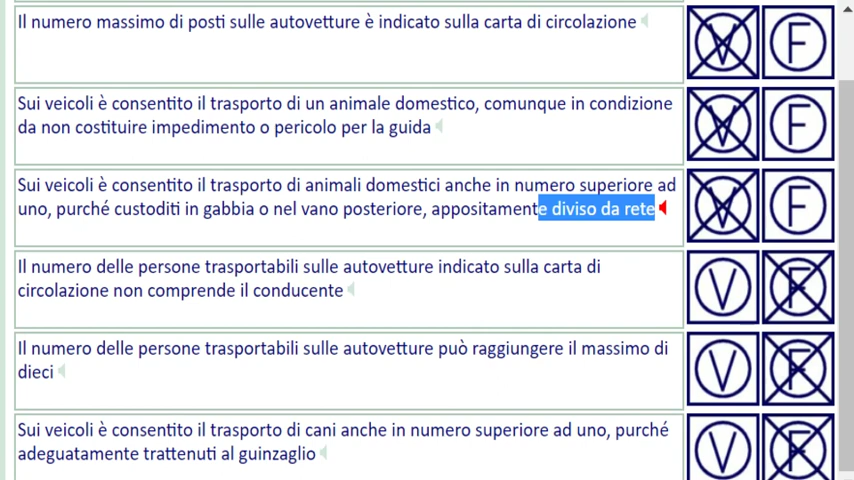 Il numero massimo di posti sulle autovetture è indicato sulla carta di circolazione
V F
Sui veicoli è consentito il trasporto di un animale domestico, comunque in condizione
da non costituire impedimento o pericolo per la guida
V F
Sui veicoli è consentito il trasporto di animali domestici anche in numero superiore ad
uno, purché custoditi in gabbia o nel vano posteriore, appositamente diviso da rete
V F
Il numero delle persone trasportabili sulle autovetture indicato sulla carta di
circolazione non comprende il conducente
V F
Il numero delle persone trasportabili sulle autovetture può raggiungere il massimo di
dieci
V F
Sui veicoli è consentito il trasporto di cani anche in numero superiore ad uno, purché
adeguatamente trattenuti al guinzaglio
V F